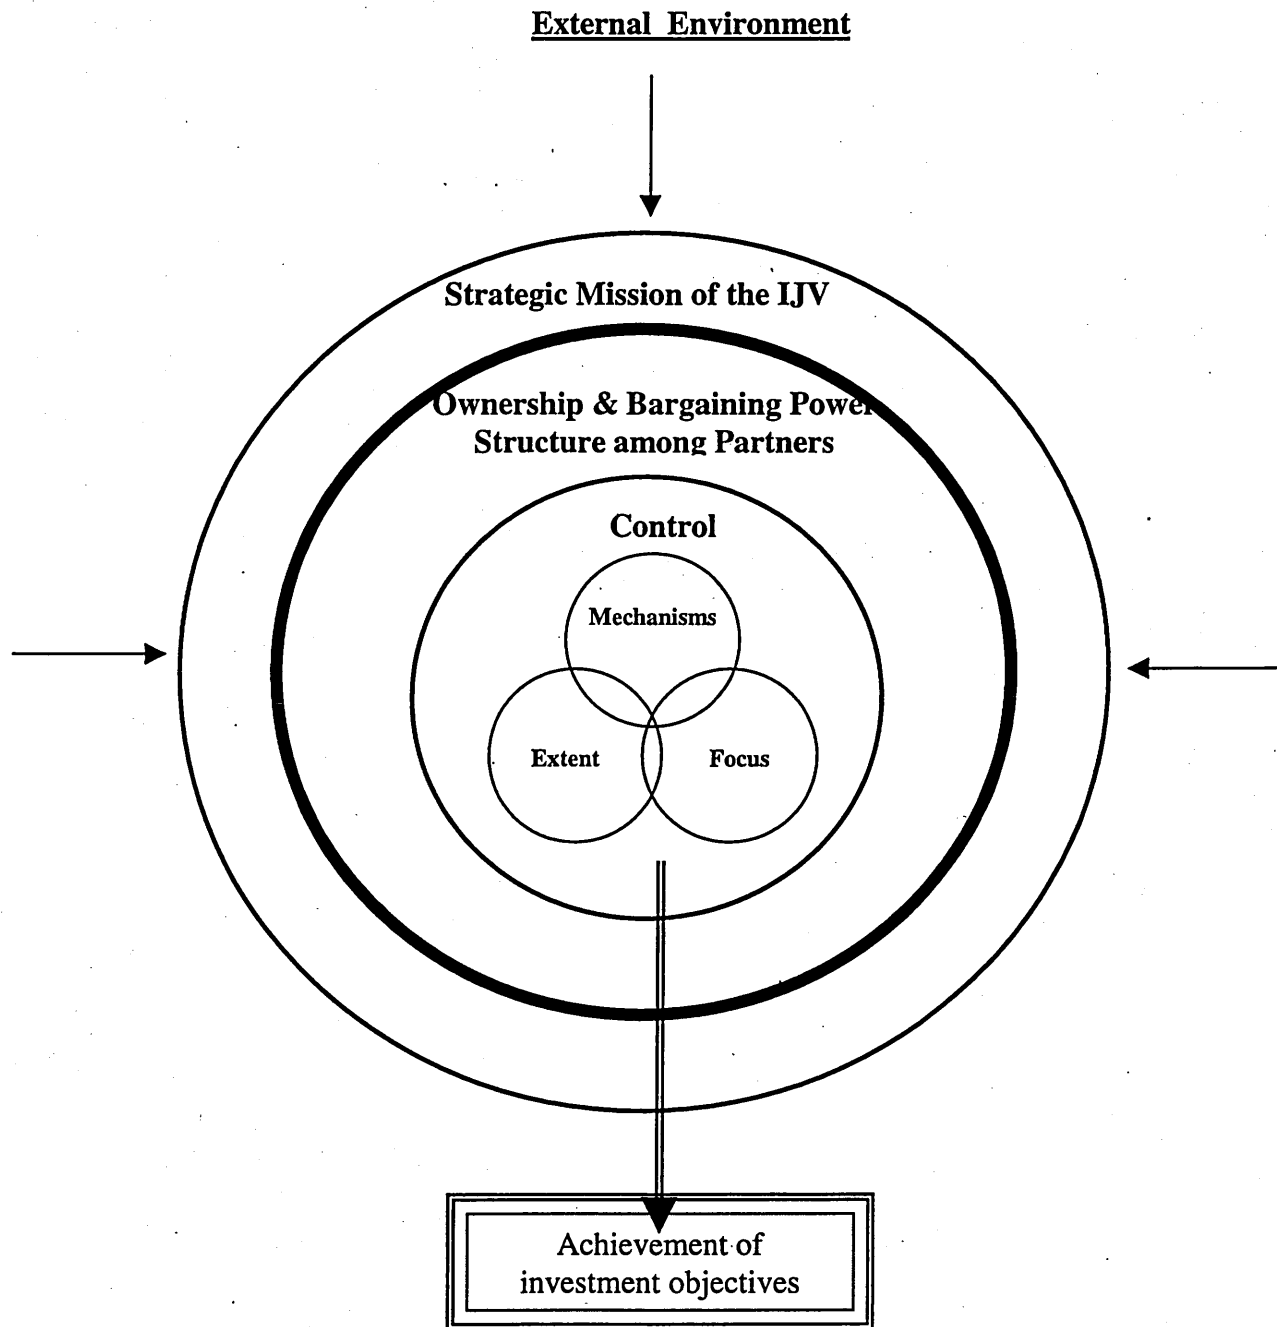 External Environment
Strategic Mission of the IJV
Ownership & Bargaining Power
Structure among Partners
Control
Mechanisms
Extent
Focus
Achievement of
investment objectives